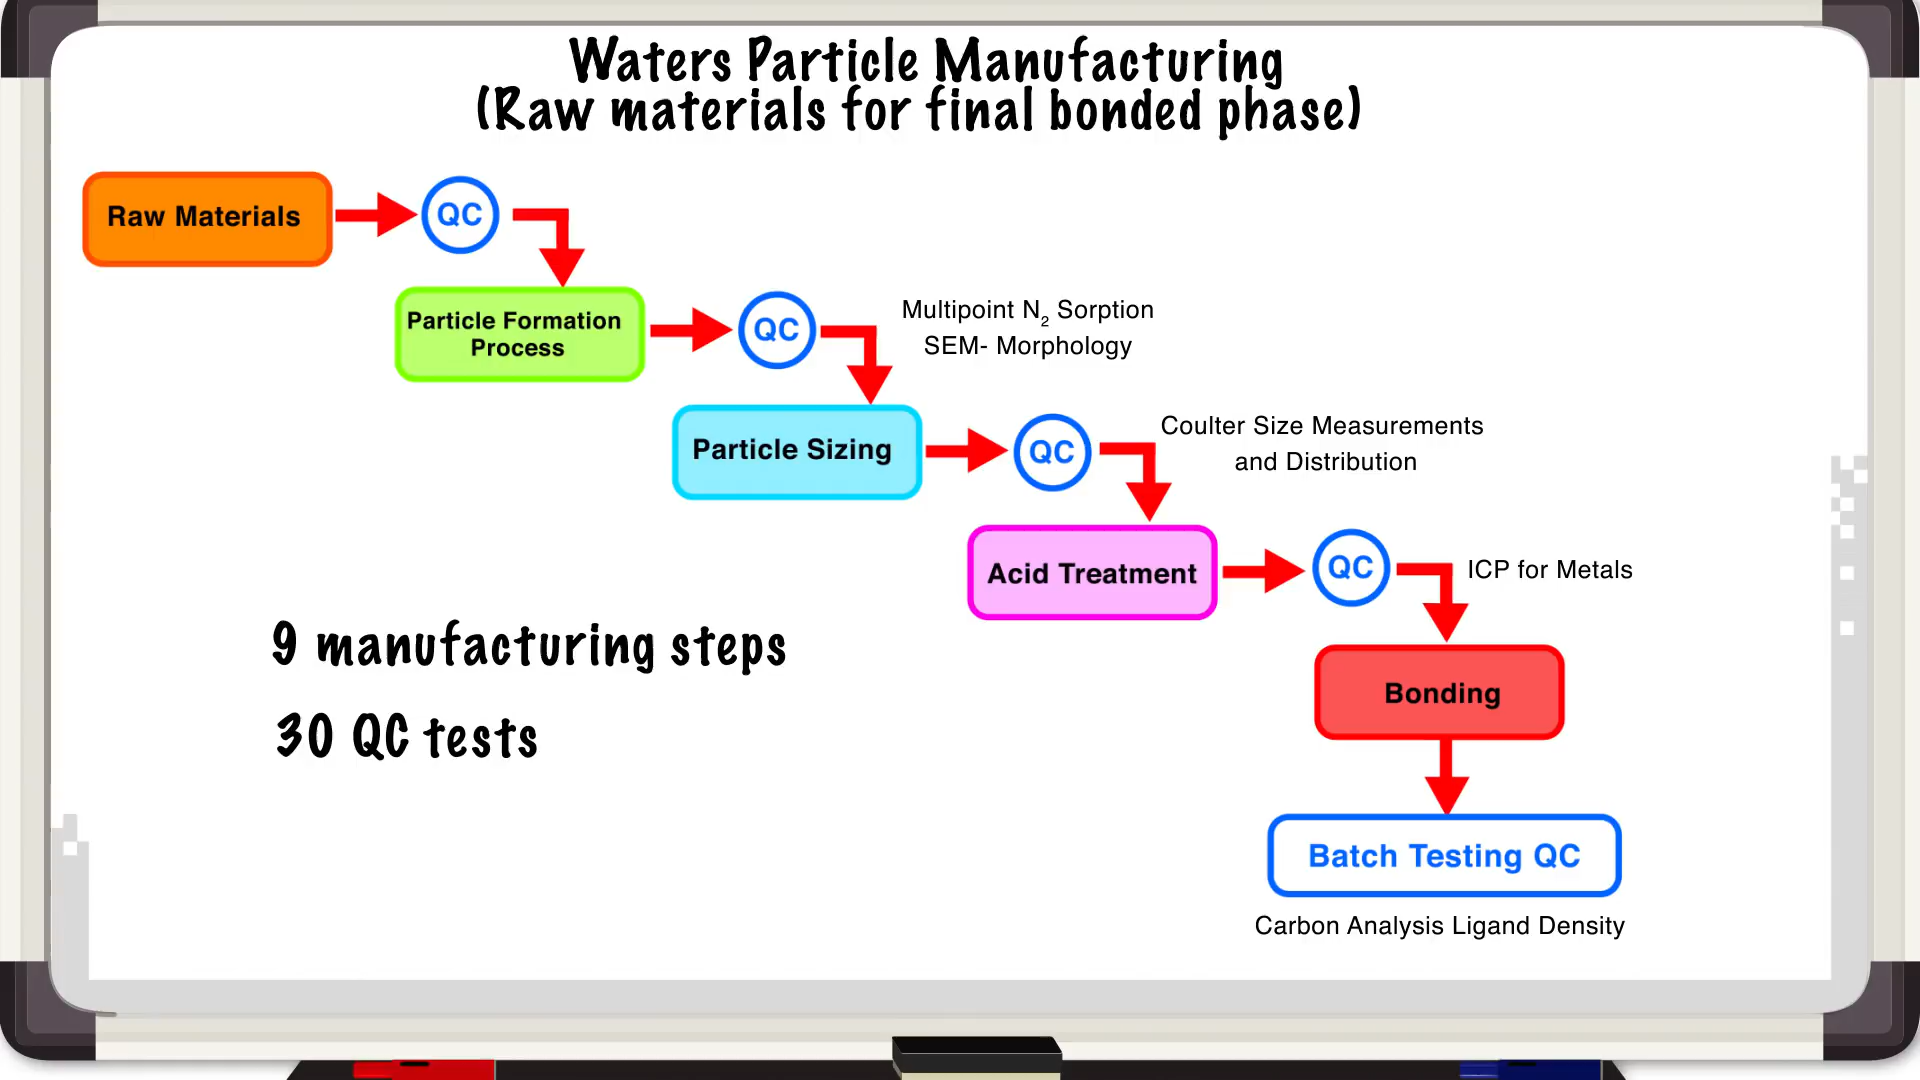 Waters Particle Manufacturing
(Raw materials for final bonded phase)
Raw Materials
QC
Particle Formation
Process
QC
Multipoint N₂ Sorption
SEM- Morphology
Particle Sizing
QC
Coulter Size Measurements
and Distribution
Acid Treatment
QC
ICP for Metals
9 manufacturing steps
30 QC tests
Bonding
Batch Testing QC
Carbon Analysis Ligand Density